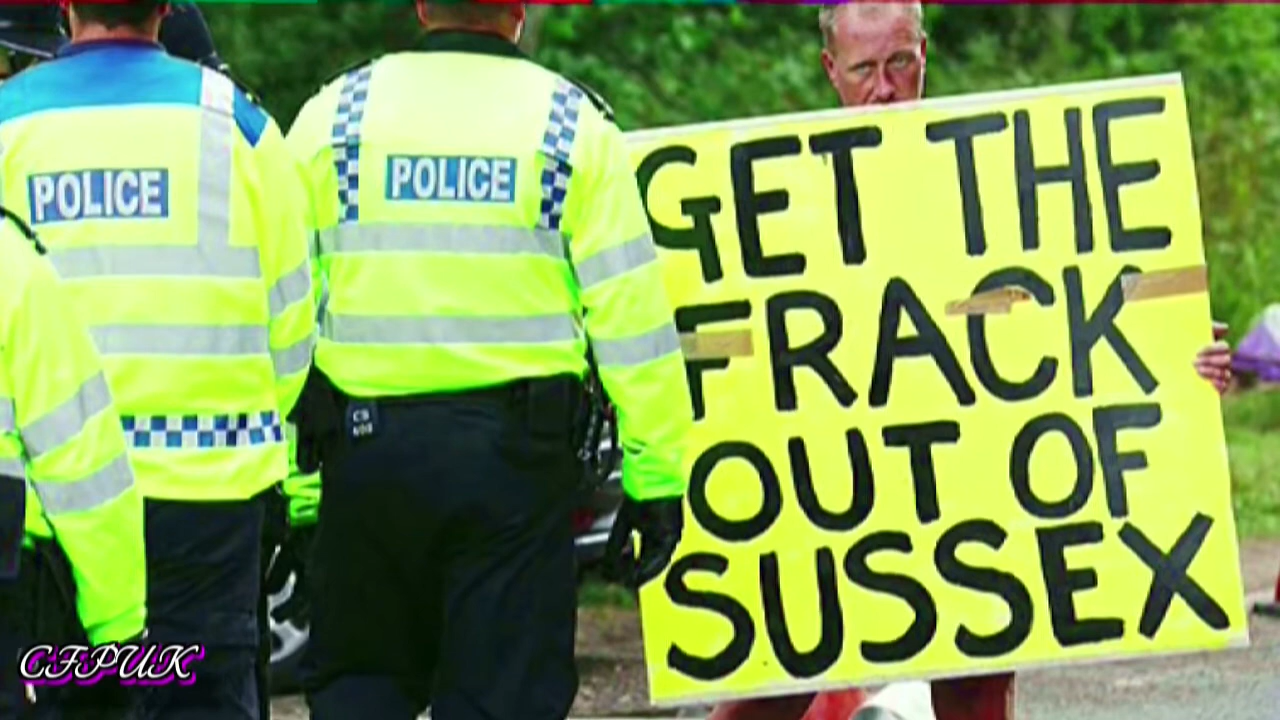 POLICE
POLICE
GET THE
FRACK
OUT OF
SUSSEX
CFPUK